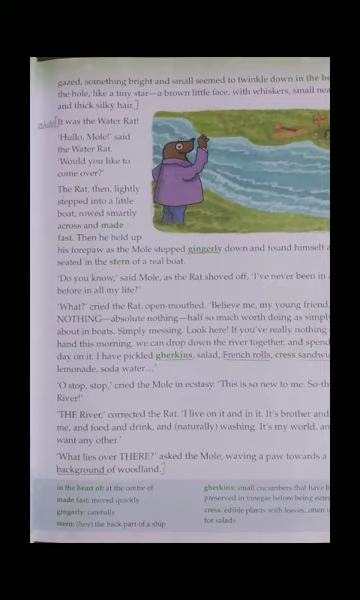 gazed, something bright and small seemed to twinkle down in the he
the hole, like a tiny star—a brown little face, with whiskers, small nea
and thick silky hair.
It was the Water Rat!
'Hullo, Mole!' said
the Water Rat.
'Would you like to
come over?'
The Rat, then, lightly
stepped into a little
boat, rowed smartly
across and made
fast. Then he held up
his forepaw as the Mole stepped gingerly down and found himself a
seated in the stern of a real boat.
'Do you know,' said Mole, as the Rat shoved off, 'I've never been in a
before in all my life?'
'What?' cried the Rat, open-mouthed. 'Believe me, my young friend,
NOTHING—absolute nothing—half so much worth doing as simply
about in boats. Simply messing. Look here! If you've really nothing
hand this morning, we can drop down the river together, and spend
day on it. I have pickled gherkins, salad, French rolls, cress sandwi
lemonade, soda water…'
'O stop, stop,' cried the Mole in ecstasy. 'This is so new to me. So-th
River!'
'THE River,' corrected the Rat. 'I live on it and in it. It's brother and
me, and food and drink, and (naturally) washing. It's my world, an
want any other.'
'What lies over THERE?' asked the Mole, waving a paw towards a
background of woodland.
in the heart of: at the centre of
made fast: moved quickly
gingerly: carefully
stern: (here) the back part of a ship
gherkins: small cucumbers that have b
preserved in vinegar before being eaten
cress: edible plants with leaves, often u
for salads